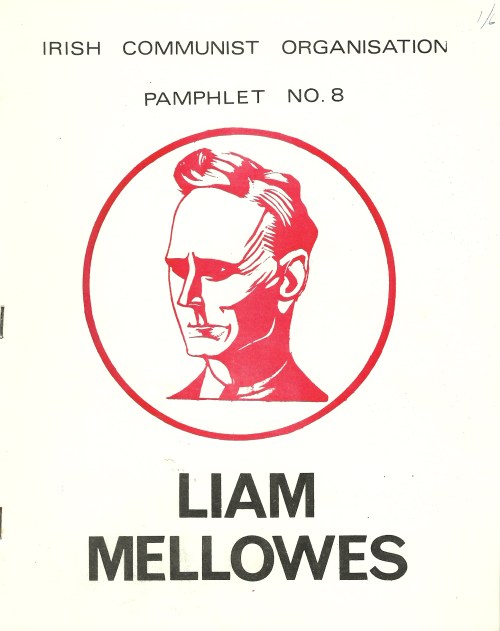 1/6
IRISH COMMUNIST ORGANISATION
PAMPHLET NO. 8
LIAM
MELLOWES